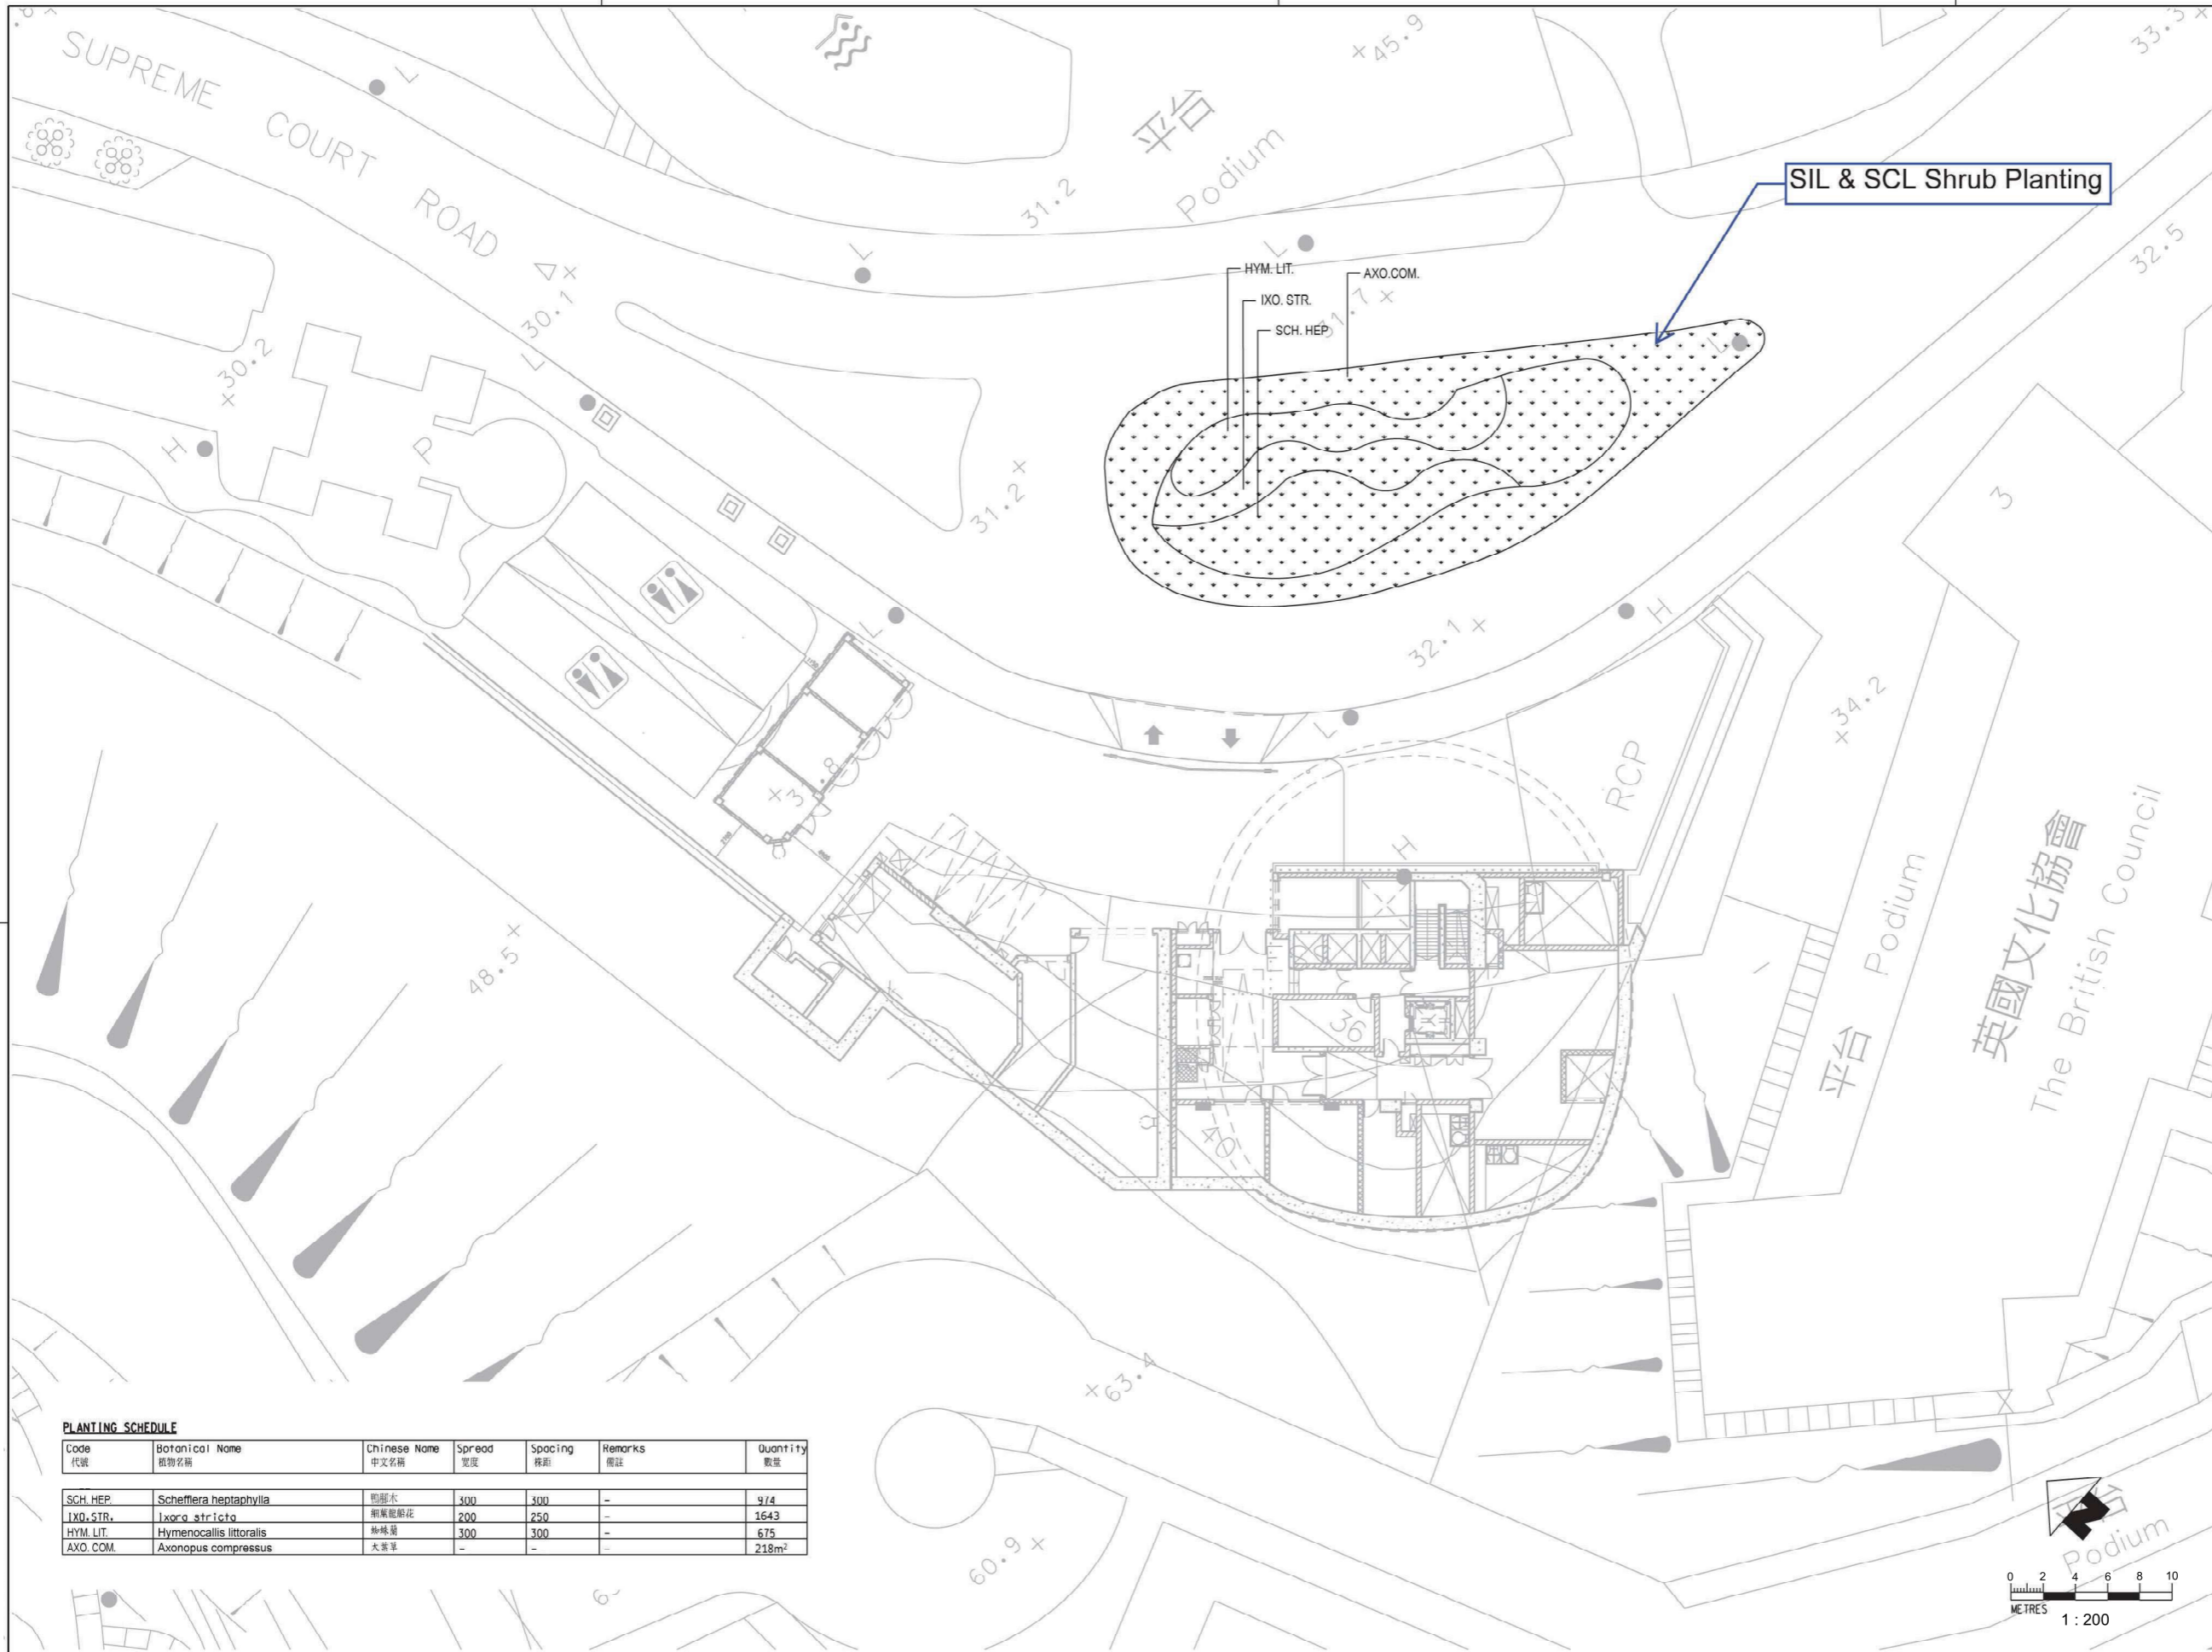 SUPREME COURT ROAD
+45.9
33.3
平台
Podium
31.2
SIL & SCL Shrub Planting
32.5
L
L
L
HYM. LIT.
AXO.COM.
IXO. STR.
SCH. HEP
31.7
30.1
30.2
L
L
H
P
31.2
3
L
H
32.1
34.2
L
RCP
H
英國文化協會
The British Council
平台
Podium
48.5
36
40
63.4
60.9
PLANTING SCHEDULE
Code Botanical Name Chinese Name Spread Spacing Remarks Quantity
代號 植物名稱 中文名稱 宽度 株距 備註 數量
SCH. HEP. Schefflera heptaphylla 鴨腳木 300 300 - 974
IXO.STR. Ixora stricta 細葉龍船花 200 250 - 1643
HYM. LIT. Hymenocallis littoralis 蜘蛛蘭 300 300 - 675
AXO. COM. Axonopus compressus 大葉草 - - - 218m²
平台
Podium
0 2 4 6 8 10
METRES 1 : 200